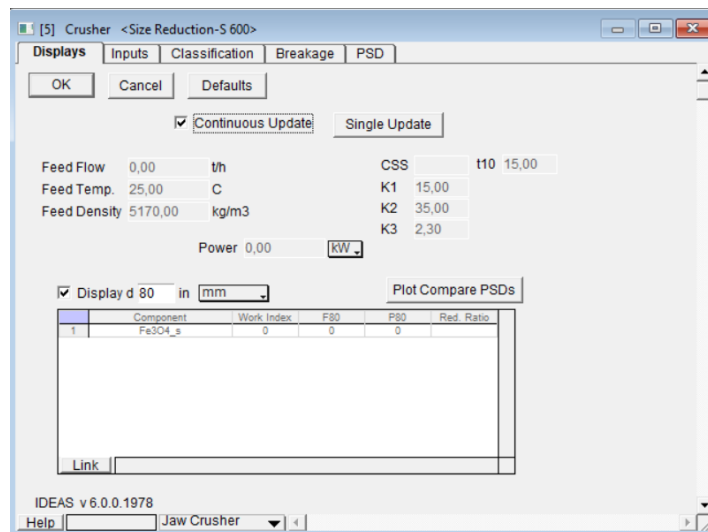 [5] Crusher <Size Reduction-S 600>
Displays Inputs Classification Breakage PSD
OK Cancel Defaults
Continuous Update Single Update
Feed Flow 0,00 t/h CSS t10 15,00
Feed Temp. 25,00 C K1 15,00
Feed Density 5170,00 kg/m3 K2 35,00
K3 2,30
Power 0,00 kW
Display d 80 in mm Plot Compare PSDs
Component Work Index F80 P80 Red. Ratio
1 Fe3O4_s 0 0 0
Link
IDEAS v 6.0.0.1978
Help Jaw Crusher